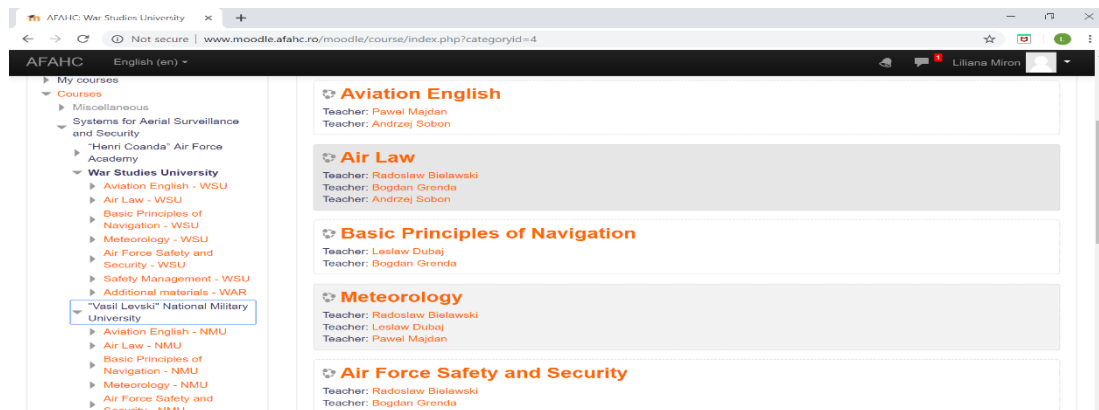 AFAHC: War Studies University
Not secure | www.moodle.afahc.ro/moodle/course/index.php?categoryid=4
AFAHC English (en) 1 Liliana Miron
My courses
Courses
Miscellaneous
Systems for Aerial Surveillance
and Security
"Henri Coanda" Air Force
Academy
War Studies University
Aviation English - WSU
Air Law - WSU
Basic Principles of
Navigation - WSU
Meteorology - WSU
Air Force Safety and
Security - WSU
Safety Management - WSU
Additional materials - WAR
"Vasil Levski" National Military
University
Aviation English - NMU
Air Law - NMU
Basic Principles of
Navigation - NMU
Meteorology - NMU
Air Force Safety and
Security - NMU
Aviation English
Teacher: Pawel Majdan
Teacher: Andrzej Sobon
Air Law
Teacher: Radoslaw Bielawski
Teacher: Bogdan Grenda
Teacher: Andrzej Sobon
Basic Principles of Navigation
Teacher: Leslaw Dubaj
Teacher: Bogdan Grenda
Meteorology
Teacher: Radoslaw Bielawski
Teacher: Leslaw Dubaj
Teacher: Pawel Majdan
Air Force Safety and Security
Teacher: Radoslaw Bielawski
Teacher: Bogdan Grenda